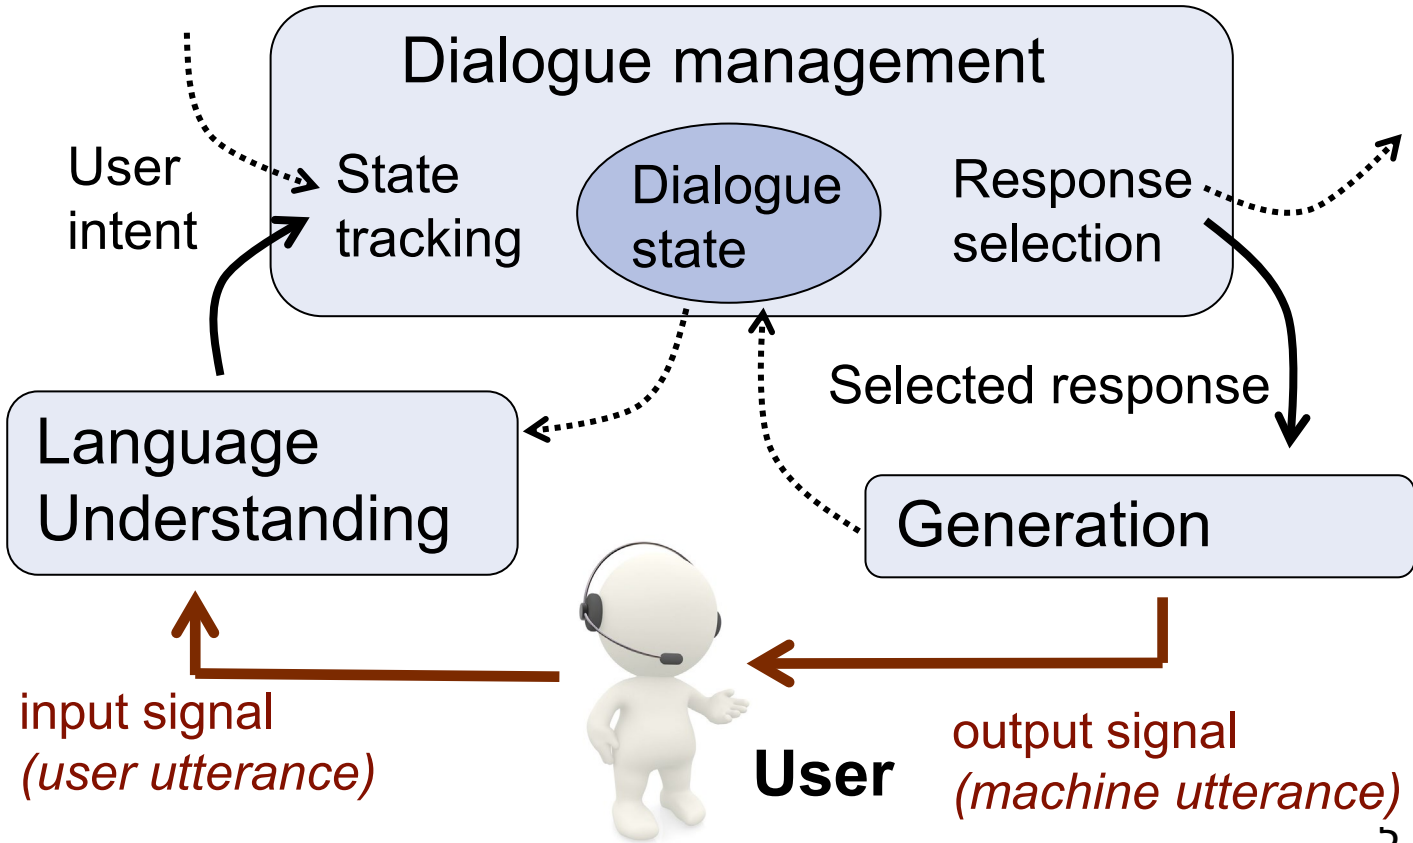 Dialogue management
User
intent
State
tracking
Dialogue
state
Response
selection
Selected response
Language
Understanding
Generation
input signal
(user utterance)
User
output signal
(machine utterance)
5